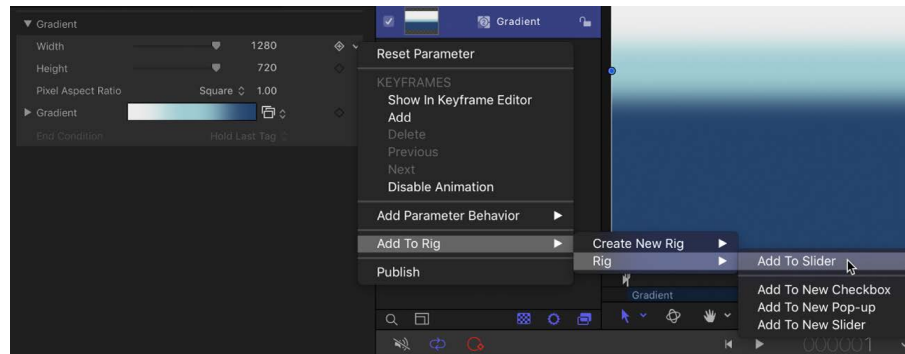 Gradient
Width 1280
Height 720
Pixel Aspect Ratio Square 1.00
Gradient
End Condition Hold Last Tag
Gradient
Reset Parameter
KEYFRAMES
Show In Keyframe Editor
Add
Delete
Previous
Next
Disable Animation
Add Parameter Behavior
Add To Rig
Publish
Create New Rig
Rig
Add To Slider
Add To New Checkbox
Add To New Pop-up
Add To New Slider
Gradient
000001